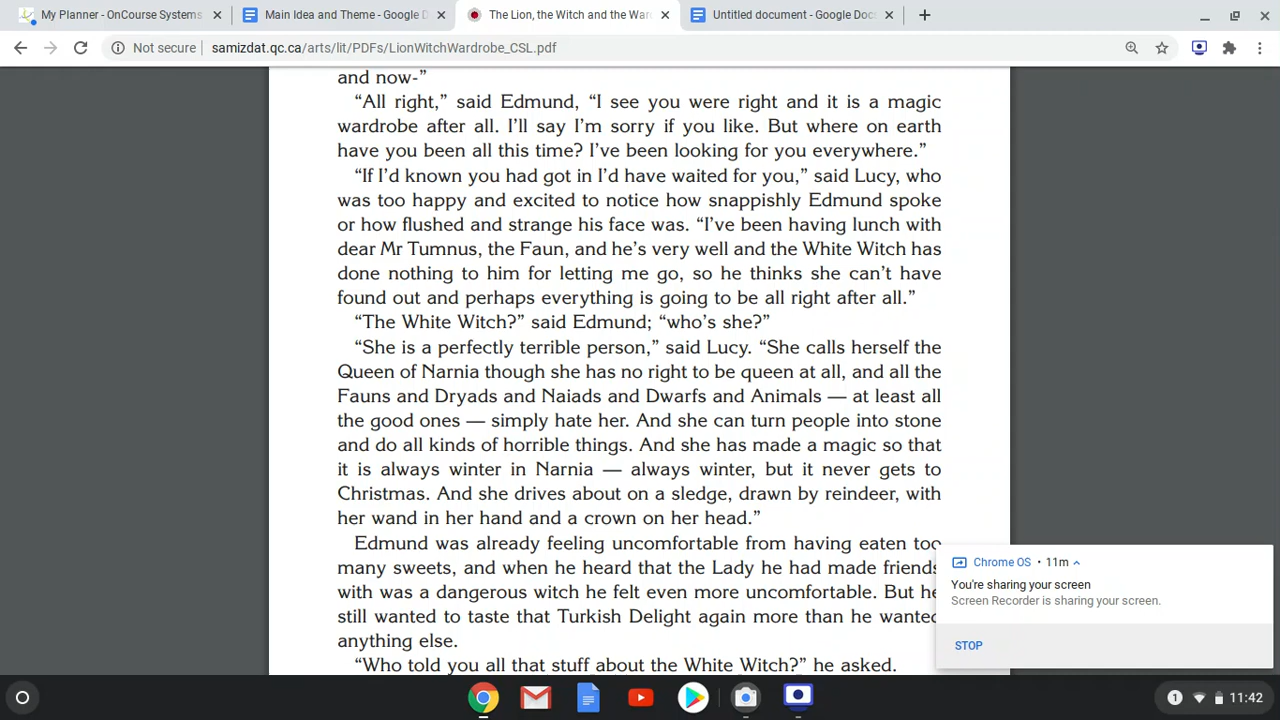 My Planner - OnCourse Systems
Main Idea and Theme - Google D
The Lion, the Witch and the War
Untitled document - Google Doc
Not secure
samizdat.qc.ca/arts/lit/PDFs/LionWitchWardrobe_CSL.pdf
and now-”
“All right,” said Edmund, “I see you were right and it is a magic
wardrobe after all. I’ll say I’m sorry if you like. But where on earth
have you been all this time? I’ve been looking for you everywhere.”
“If I’d known you had got in I’d have waited for you,” said Lucy, who
was too happy and excited to notice how snappishly Edmund spoke
or how flushed and strange his face was. “I’ve been having lunch with
dear Mr Tumnus, the Faun, and he’s very well and the White Witch has
done nothing to him for letting me go, so he thinks she can’t have
found out and perhaps everything is going to be all right after all.”
“The White Witch?” said Edmund; “who’s she?”
“She is a perfectly terrible person,” said Lucy. “She calls herself the
Queen of Narnia though she has no right to be queen at all, and all the
Fauns and Dryads and Naiads and Dwarfs and Animals — at least all
the good ones — simply hate her. And she can turn people into stone
and do all kinds of horrible things. And she has made a magic so that
it is always winter in Narnia — always winter, but it never gets to
Christmas. And she drives about on a sledge, drawn by reindeer, with
her wand in her hand and a crown on her head.”
Edmund was already feeling uncomfortable from having eaten too
many sweets, and when he heard that the Lady he had made friends
with was a dangerous witch he felt even more uncomfortable. But he
still wanted to taste that Turkish Delight again more than he wanted
anything else.
“Who told you all that stuff about the White Witch?” he asked.
Chrome OS • 11m
You're sharing your screen
Screen Recorder is sharing your screen.
STOP
1
11:42